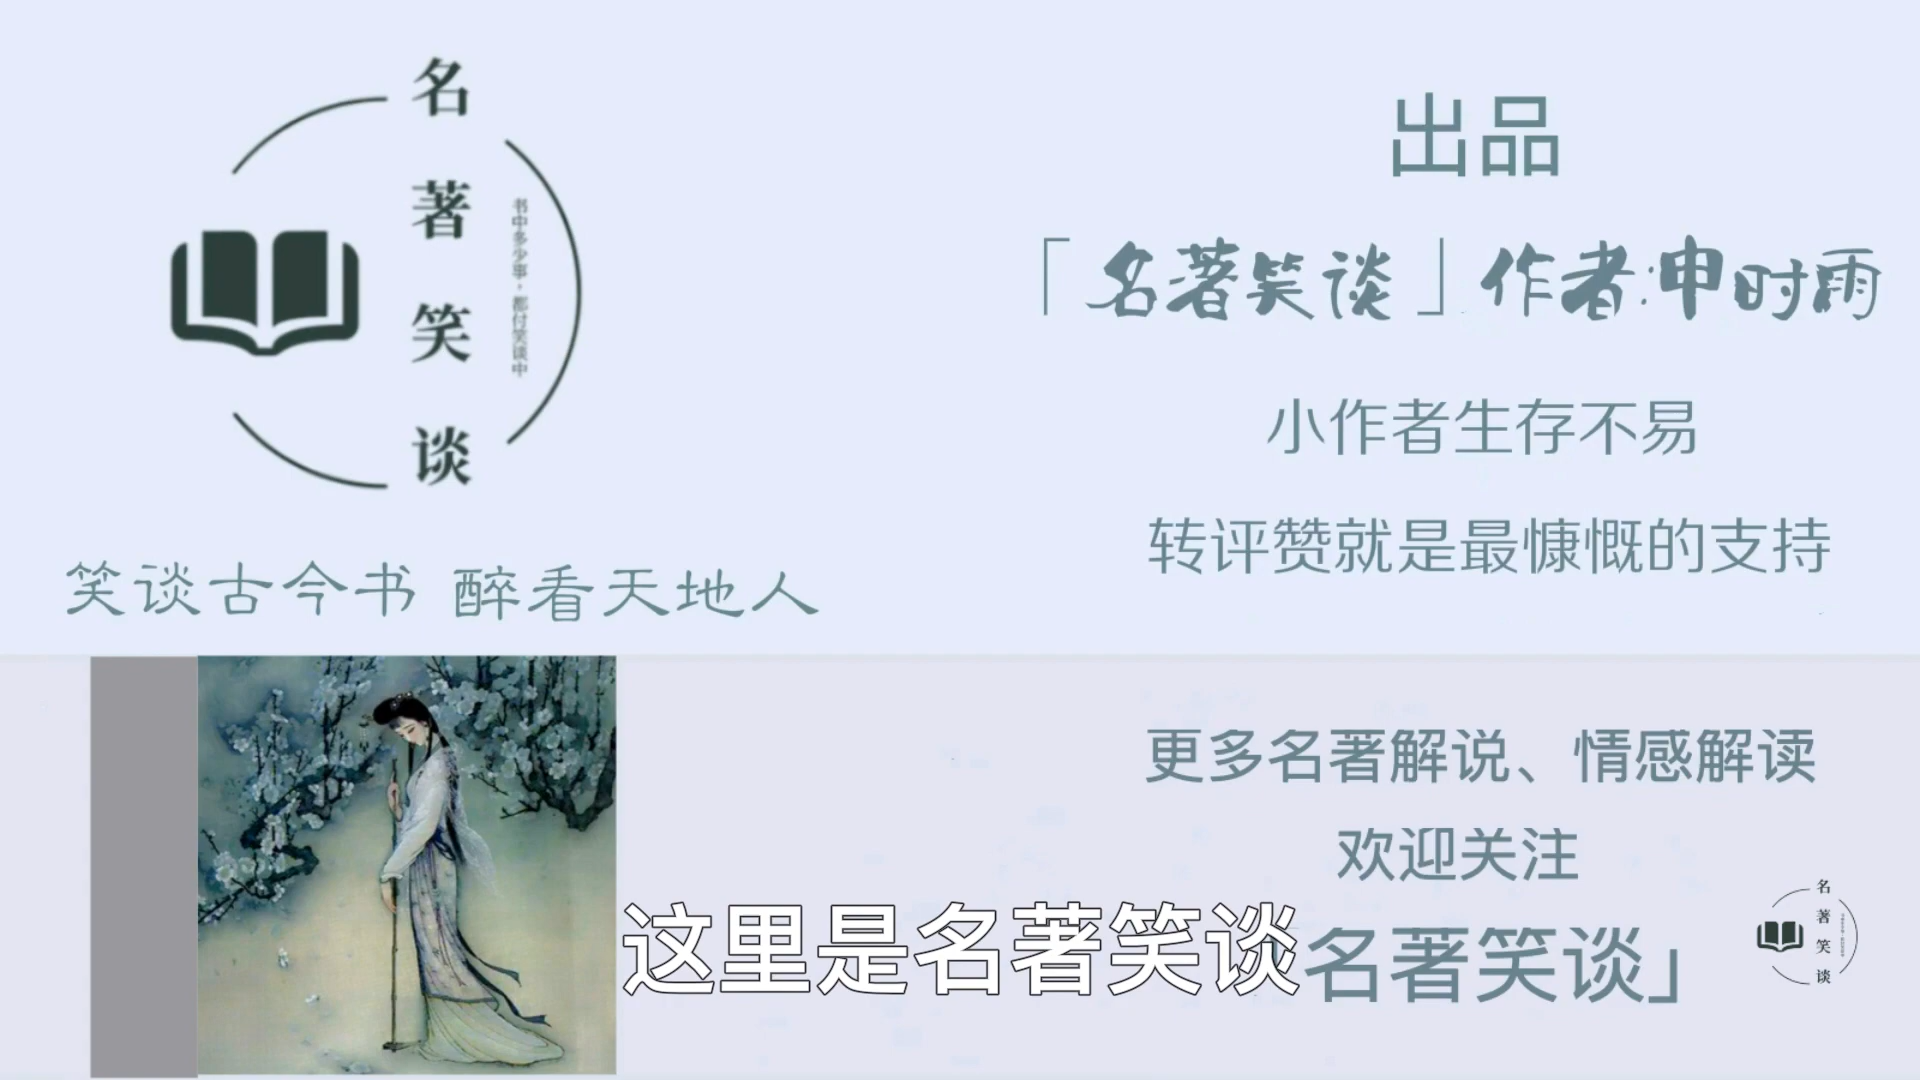 名著笑谈
书中多少事，都付笑谈中
笑谈古今书 醉看天地人
出品
「名著笑谈」作者:申时雨
小作者生存不易
转评赞就是最慷慨的支持
更多名著解说、情感解读
欢迎关注
名著笑谈」
这里是名著笑谈
名著笑谈